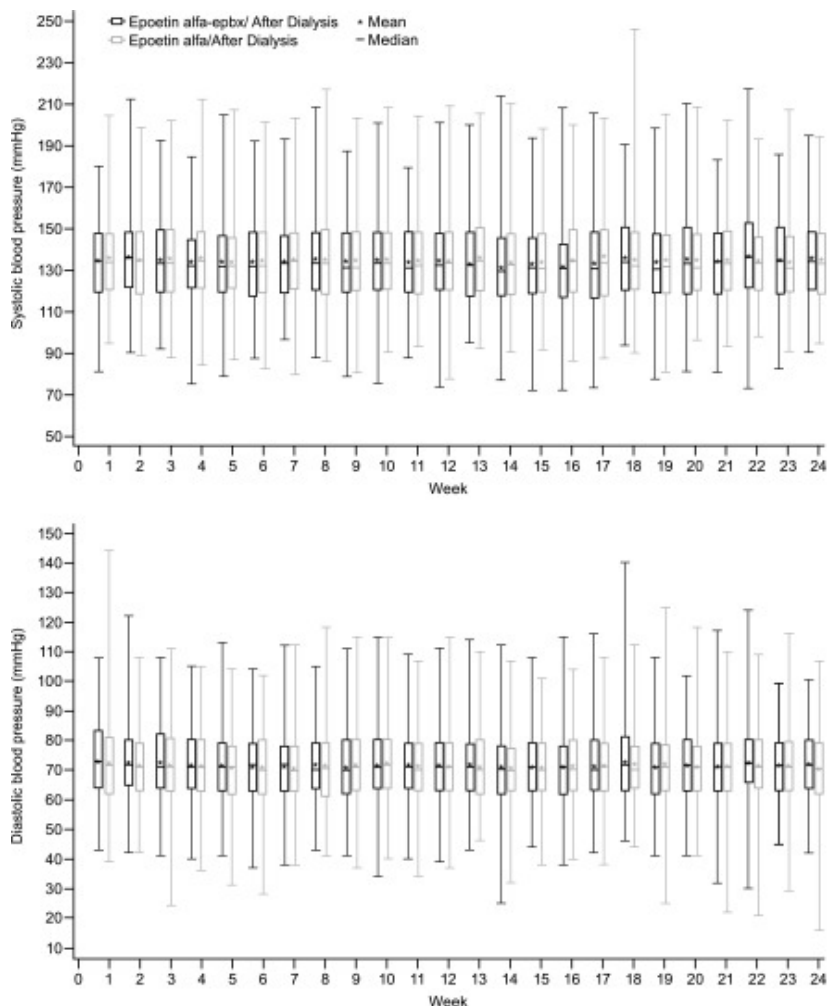 Epoetin alfa-epbx/ After Dialysis
Mean
Epoetin alfa/After Dialysis
Median
Systolic blood pressure (mmHg)
250
230
210
190
170
150
130
110
90
70
50
0 1 2 3 4 5 6 7 8 9 10 11 12 13 14 15 16 17 18 19 20 21 22 23 24
Week
Diastolic blood pressure (mmHg)
150
140
130
120
110
100
90
80
70
60
50
40
30
20
10
0 1 2 3 4 5 6 7 8 9 10 11 12 13 14 15 16 17 18 19 20 21 22 23 24
Week